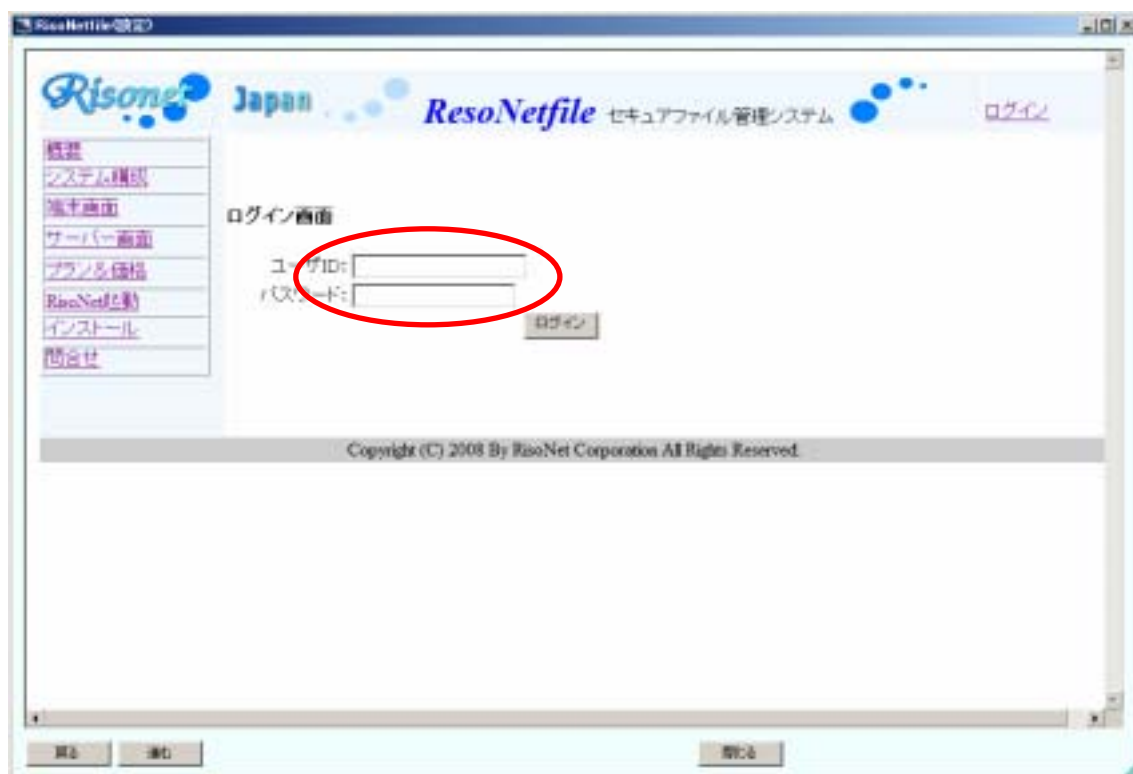 RisoNetfile(設定)
Risonet Japan ResoNetfile セキュアファイル管理システム ログイン
概要
システム構成
端末画面
サーバー画面
プラン&価格
RisoNet起動
インストール
問合せ
ログイン画面
ユーザID:
パスワード:
ログイン
Copyright (C) 2008 By RisoNet Corporation All Rights Reserved.
戻る 進む 閉じる